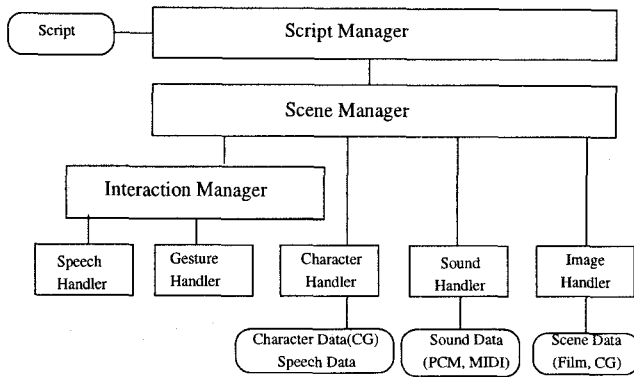 Script
Script Manager
Scene Manager
Interaction Manager
Speech
Handler
Gesture
Handler
Character
Handler
Sound
Handler
Image
Handler
Character Data(CG)
Speech Data
Sound Data
(PCM, MIDI)
Scene Data
(Film, CG)